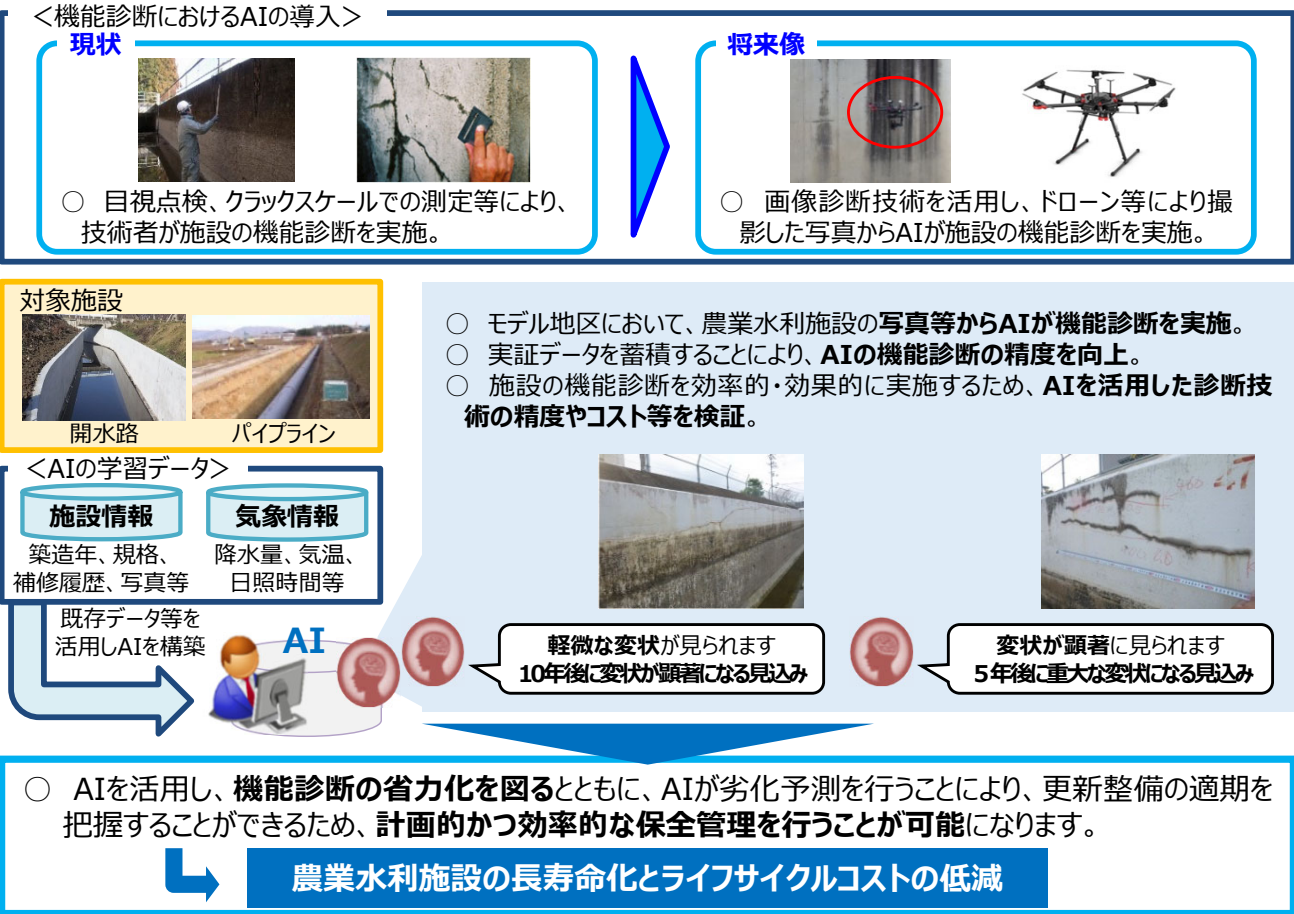 ＜機能診断におけるAIの導入＞
現状
○　目視点検、クラックスケールでの測定等により、
技術者が施設の機能診断を実施。
将来像
○　画像診断技術を活用し、ドローン等により撮
影した写真からAIが施設の機能診断を実施。
対象施設
開水路
パイプライン
＜AIの学習データ＞
施設情報
築造年、規格、
補修履歴、写真等
気象情報
降水量、気温、
日照時間等
既存データ等を
活用しAIを構築
AI
○　モデル地区において、農業水利施設の写真等からAIが機能診断を実施。
○　実証データを蓄積することにより、AIの機能診断の精度を向上。
○　施設の機能診断を効率的・効果的に実施するため、AIを活用した診断技
術の精度やコスト等を検証。
軽微な変状が見られます
10年後に変状が顕著になる見込み
変状が顕著に見られます
５年後に重大な変状になる見込み
○　AIを活用し、機能診断の省力化を図るとともに、AIが劣化予測を行うことにより、更新整備の適期を
把握することができるため、計画的かつ効率的な保全管理を行うことが可能になります。
農業水利施設の長寿命化とライフサイクルコストの低減